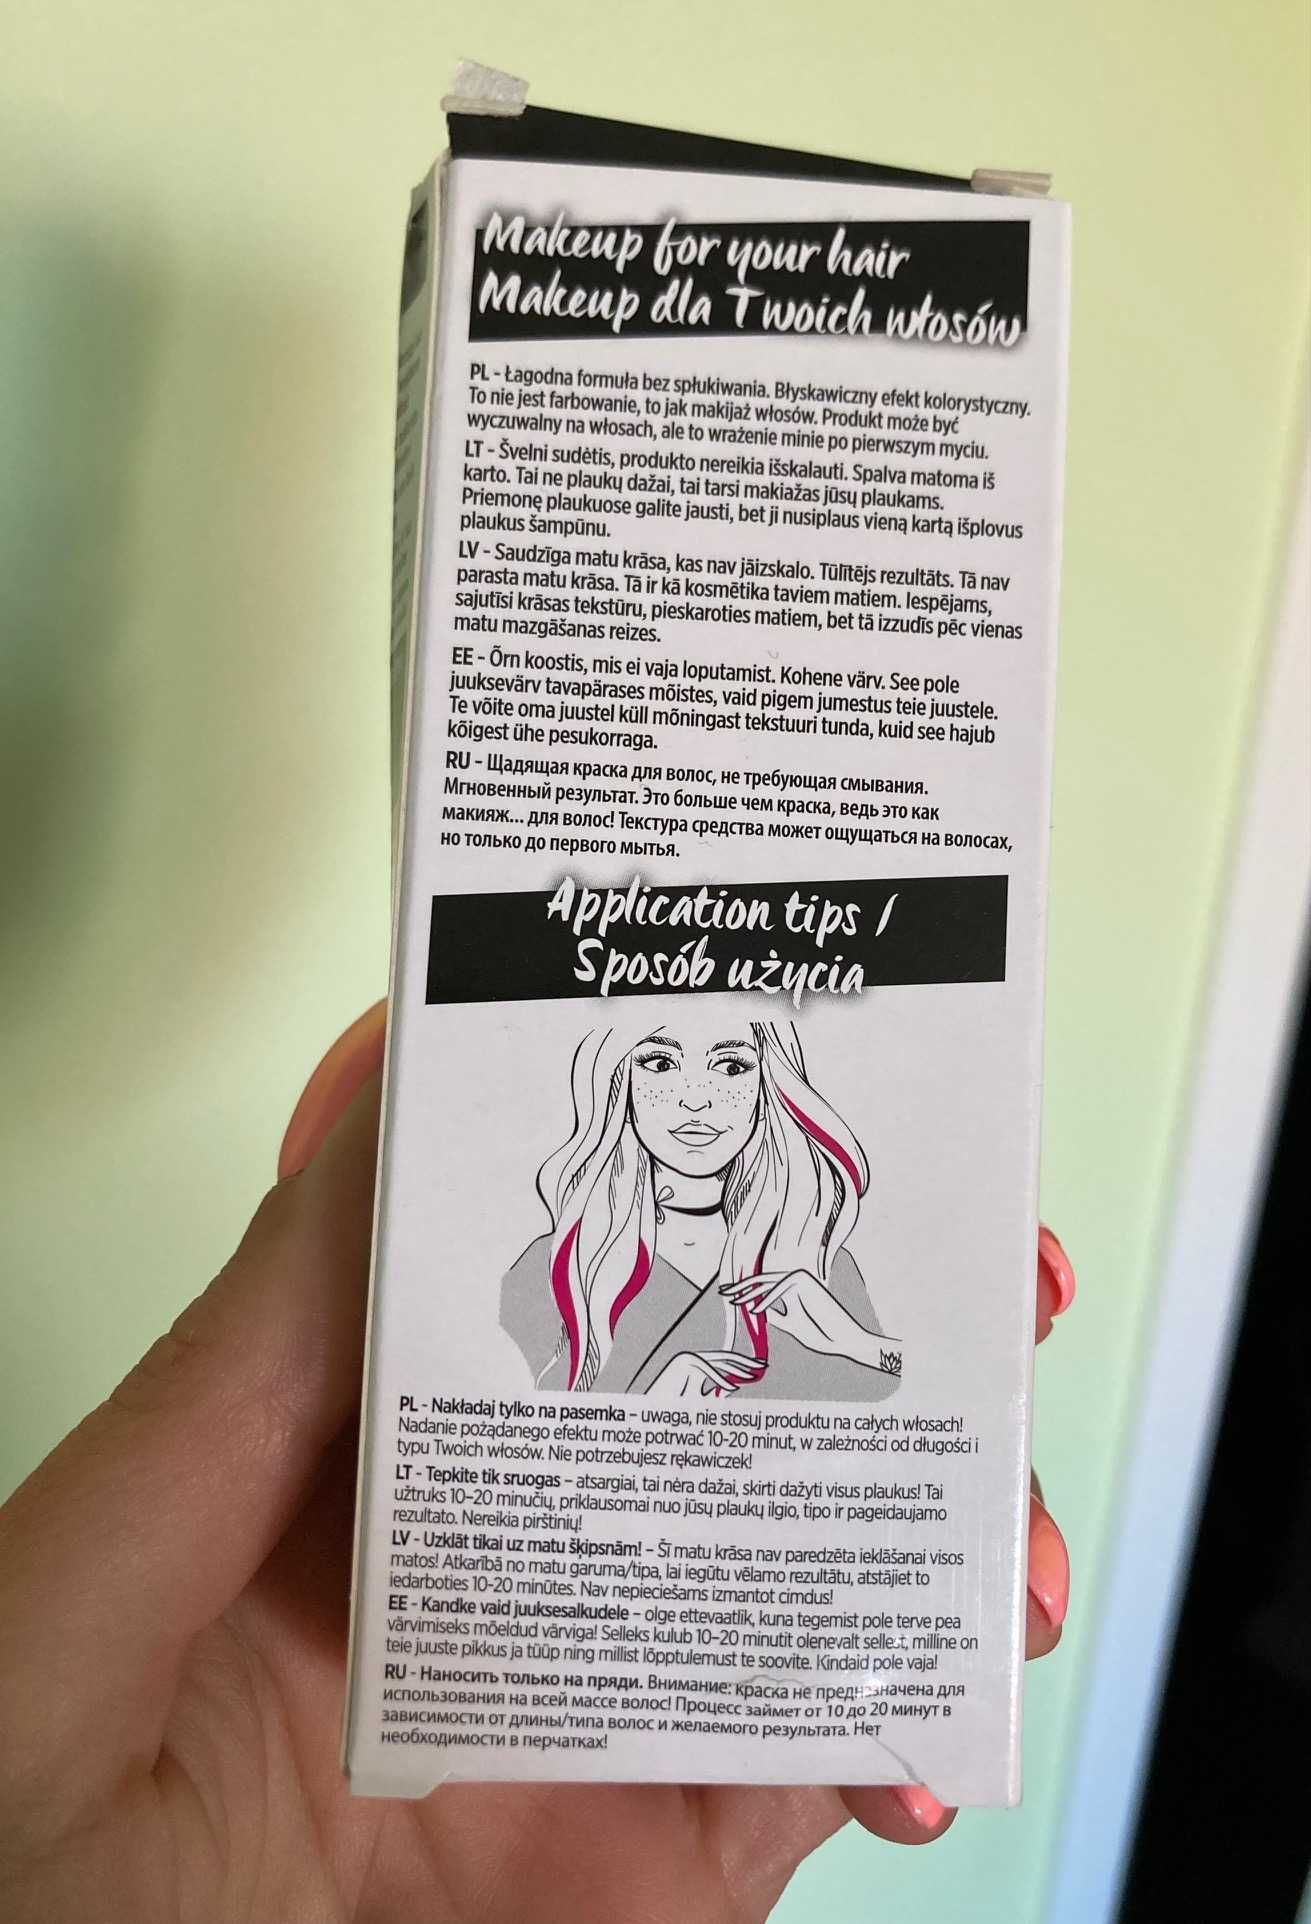 Makeup for your hair
Makeup dla Twoich włosów
PL - Łagodna formuła bez spłukiwania. Błyskawiczny efekt kolorystyczny.
To nie jest farbowanie, to jak makijaż włosów. Produkt może być
wyczuwalny na włosach, ale to wrażenie minie po pierwszym myciu.
LT - Švelni sudėtis, produkto nereikia išskalauti. Spalva matoma iš
karto. Tai ne plaukų dažai, tai tarsi makiažas jūsų plaukams.
Priemonę plaukuose galite jausti, bet ji nusiplaus vieną kartą išplovus
plaukus šampūnu.
LV - Saudzīga matu krāsa, kas nav jāizskalo. Tūlītējs rezultāts. Tā nav
parasta matu krāsa. Tā ir kā kosmētika taviem matiem. Iespējams,
sajutīsi krāsas tekstūru, pieskaroties matiem, bet tā izzudīs pēc vienas
matu mazgāšanas reizes.
EE - Õrn koostis, mis ei vaja loputamist. Kohene värv. See pole
juuksevärv tavapärases mõistes, vaid pigem jumestus teie juustele.
Te võite oma juustel küll mõningast tekstuuri tunda, kuid see hajub
kõigest ühe pesukorraga.
RU - Щадящая краска для волос, не требующая смывания.
Мгновенный результат. Это больше чем краска, ведь это как
макияж... для волос! Текстура средства может ощущаться на волосах,
но только до первого мытья.
Application tips /
Sposób użycia
PL - Nakładaj tylko na pasemka – uwaga, nie stosuj produktu na całych włosach!
Nadanie pożądanego efektu może potrwać 10-20 minut, w zależności od długości i
typu Twoich włosów. Nie potrzebujesz rękawiczek!
LT - Tepkite tik sruogas – atsargiai, tai nėra dažai, skirti dažyti visus plaukus! Tai
užtruks 10–20 minučių, priklausomai nuo jūsų plaukų ilgio, tipo ir pageidaujamo
rezultato. Nereikia pirštinių!
LV - Uzklāt tikai uz matu šķipsnām! – Šī matu krāsa nav paredzēta ieklāšanai visos
matos! Atkarībā no matu garuma/tipa, lai iegūtu vēlamo rezultātu, atstājiet to
iedarboties 10-20 minūtes. Nav nepieciešams izmantot cimdus!
EE - Kandke vaid juuksesalkudele – olge ettevaatlik, kuna tegemist pole terve pea
värvimiseks mõeldud värviga! Selleks kulub 10–20 minutit olenevalt sellest, milline on
teie juuste pikkus ja tüüp ning millist lõpptulemust te soovite. Kindaid pole vaja!
RU - Наносить только на пряди. Внимание: краска не предназначена для
использования на всей массе волос! Процесс займет от 10 до 20 минут в
зависимости от длины/типа волос и желаемого результата. Нет
необходимости в перчатках!